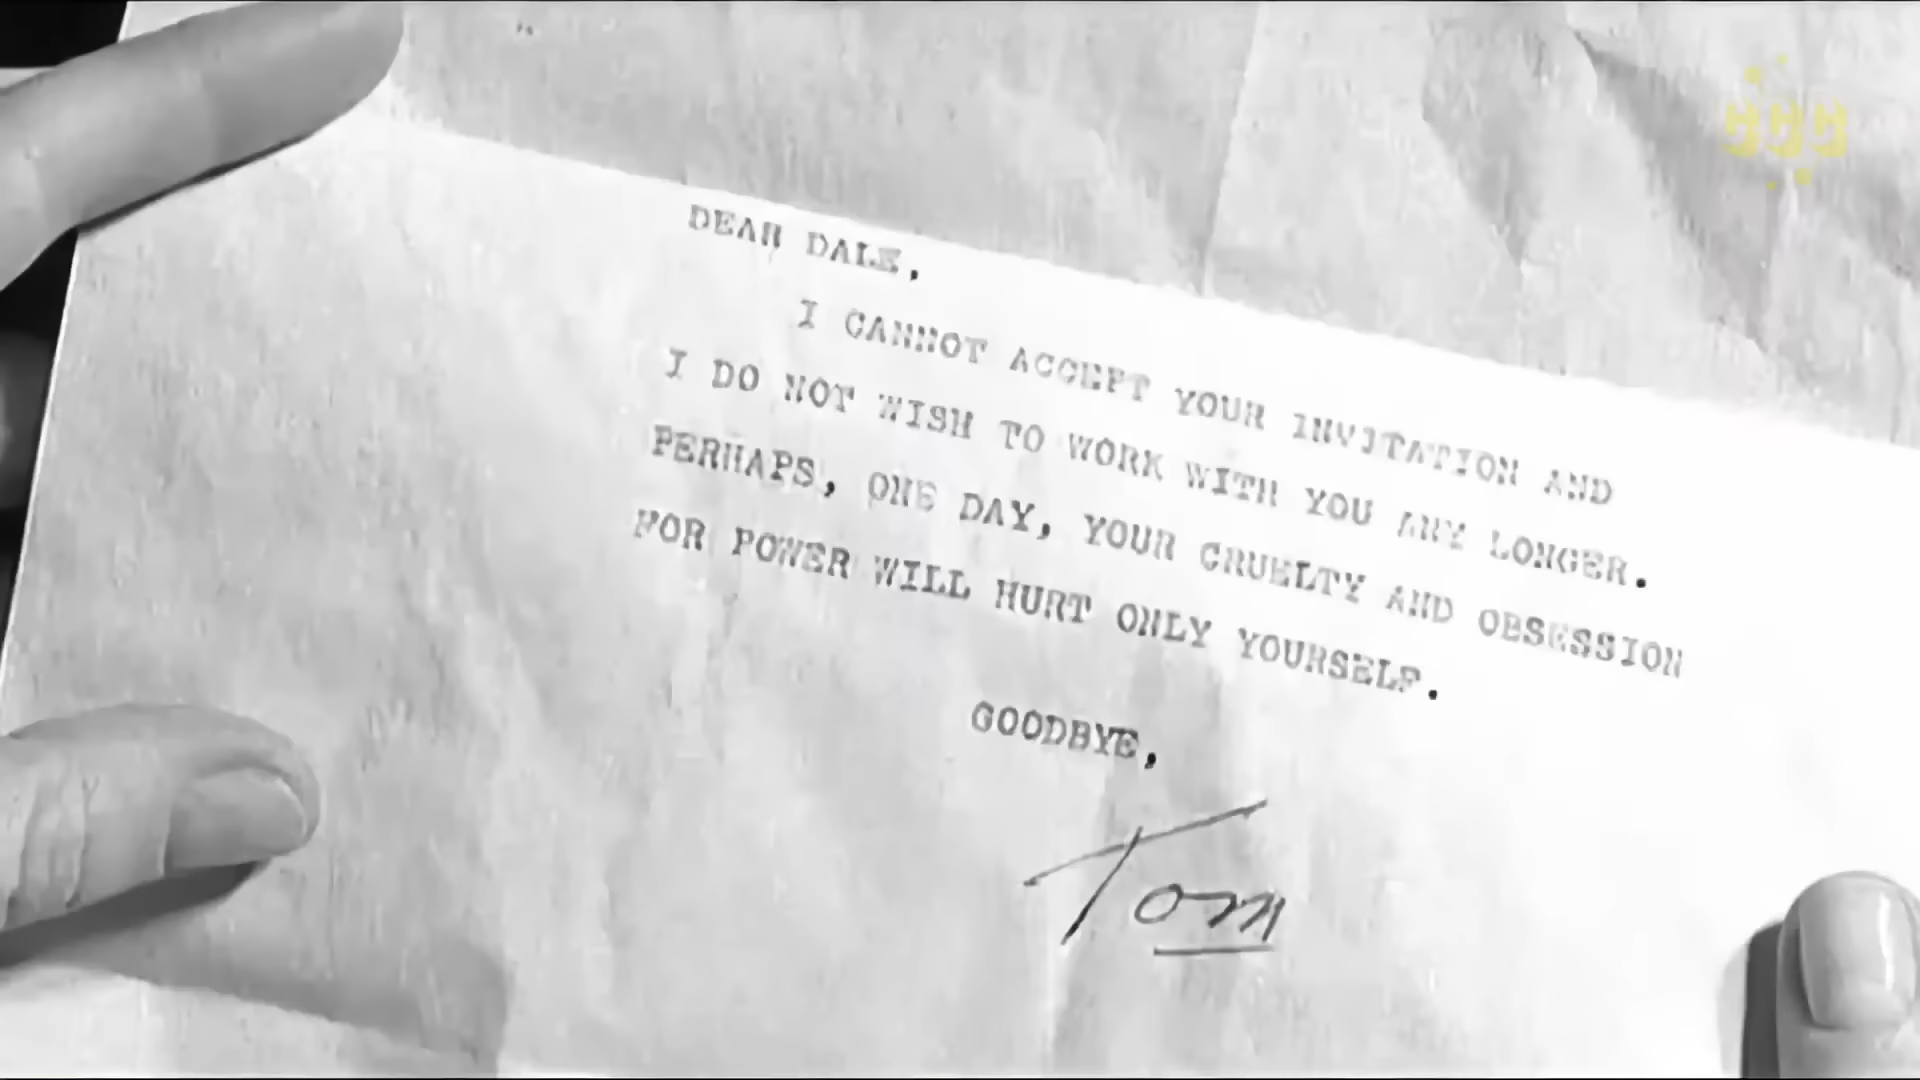 DEAR DALE,
I CANNOT ACCEPT YOUR INVITATION AND
I DO NOT WISH TO WORK WITH YOU ANY LONGER.
PERHAPS, ONE DAY, YOUR CRUELTY AND OBSESSION
FOR POWER WILL HURT ONLY YOURSELF.
GOODBYE,
Tom